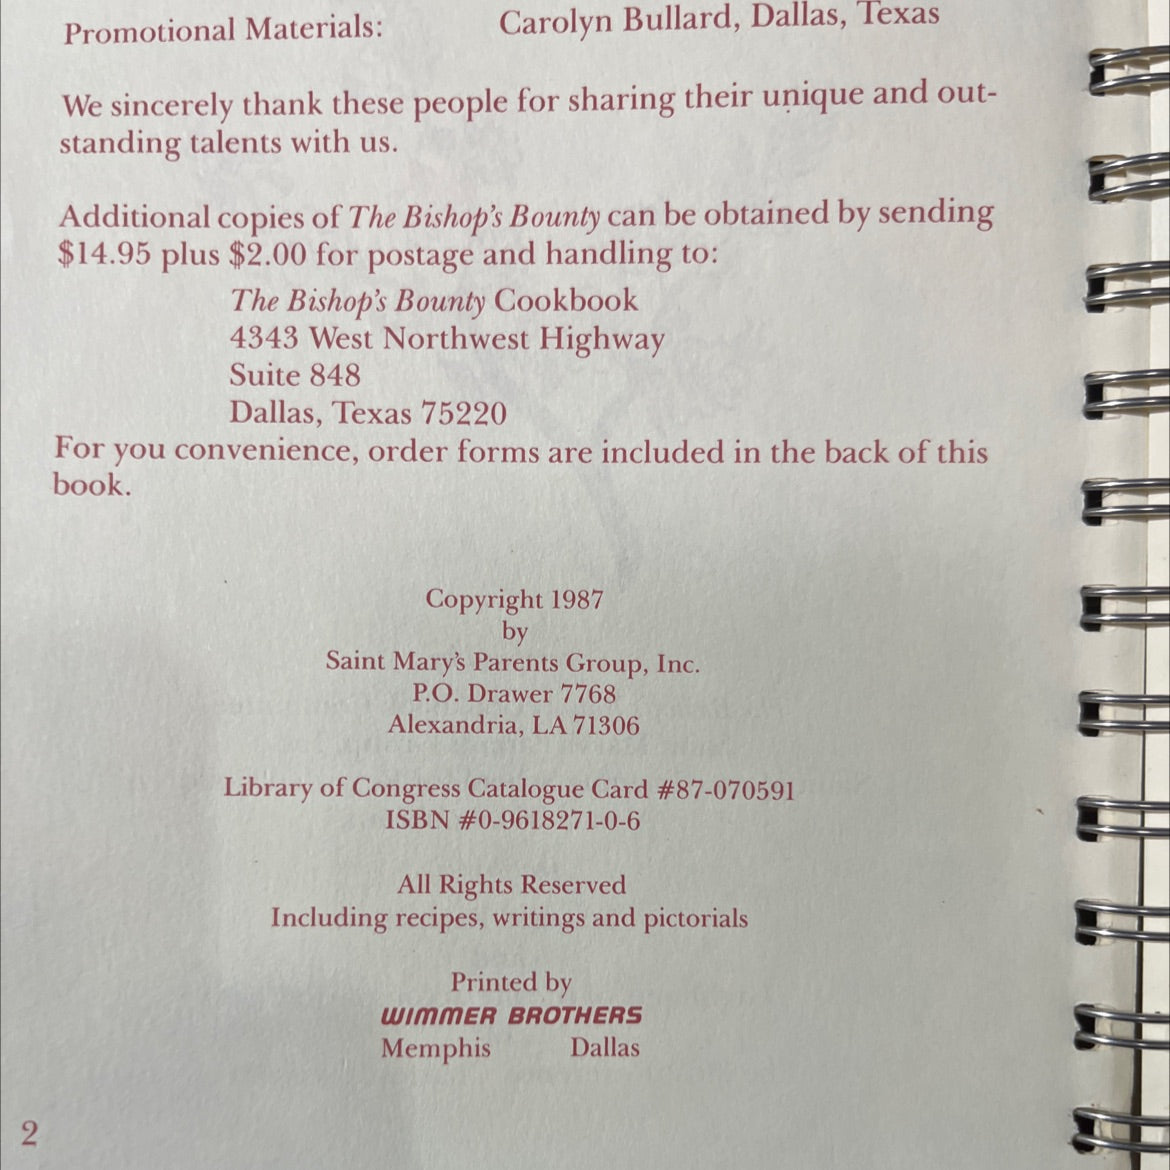 Promotional Materials: Carolyn Bullard, Dallas, Texas
We sincerely thank these people for sharing their unique and out-
standing talents with us.
Additional copies of The Bishop's Bounty can be obtained by sending
$14.95 plus $2.00 for postage and handling to:
The Bishop's Bounty Cookbook
4343 West Northwest Highway
Suite 848
Dallas, Texas 75220
For you convenience, order forms are included in the back of this
book.
Copyright 1987
by
Saint Mary's Parents Group, Inc.
P.O. Drawer 7768
Alexandria, LA 71306
Library of Congress Catalogue Card #87-070591
ISBN #0-9618271-0-6
All Rights Reserved
Including recipes, writings and pictorials
Printed by
WIMMER BROTHERS
Memphis Dallas
2